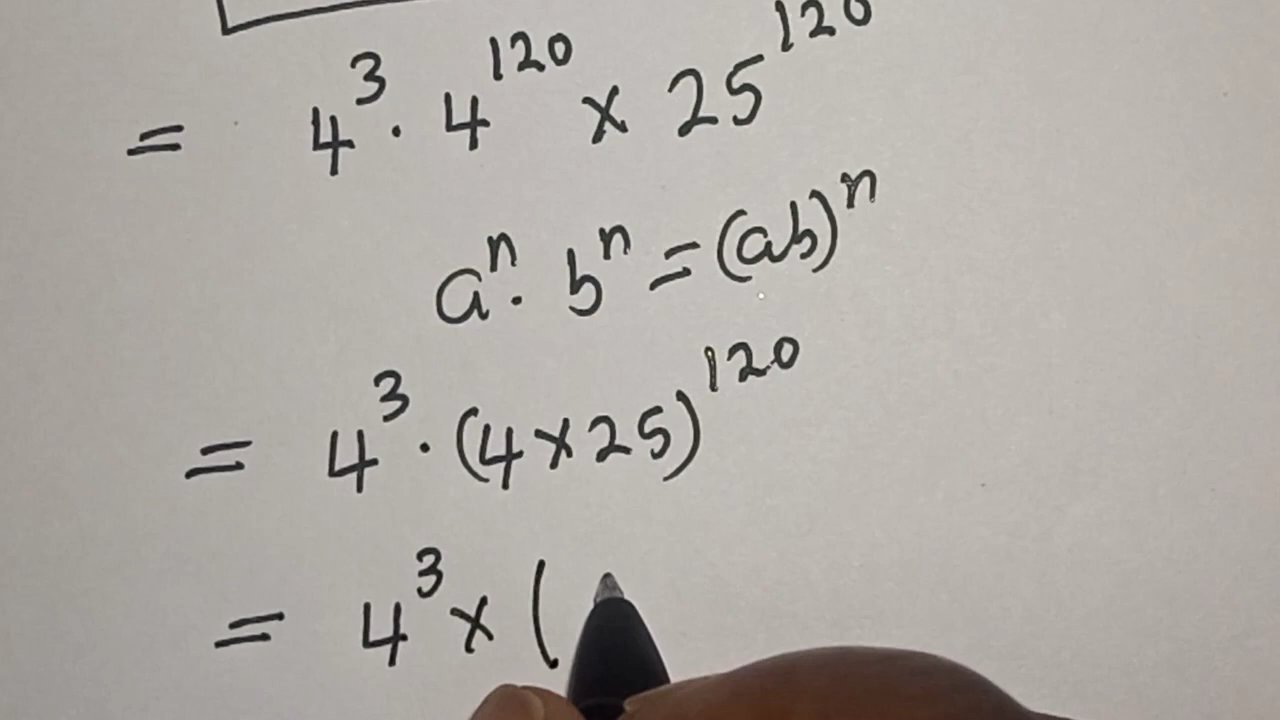 = 4³ · 4¹²⁰ × 25¹²⁰
aⁿ · bⁿ = (ab)ⁿ
= 4³ · (4×25)¹²⁰
= 4³ × (